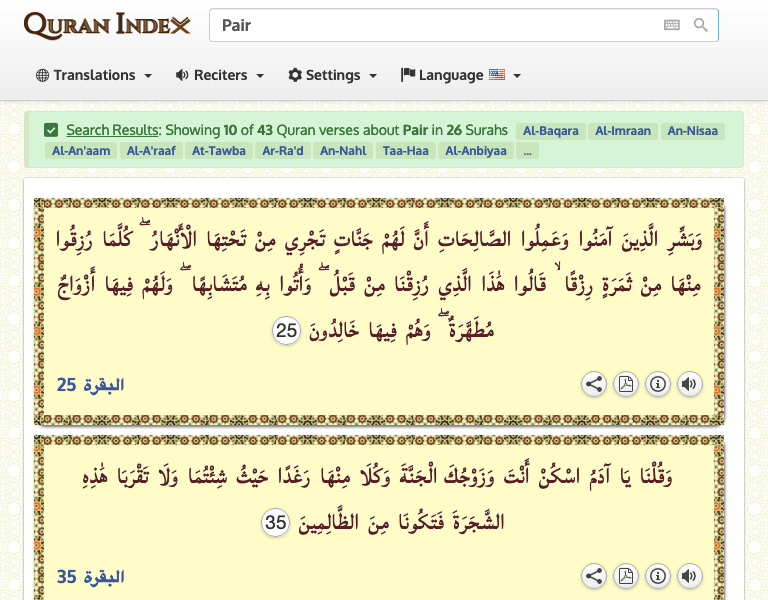 QURAN INDEX
Pair
Translations Reciters Settings Language
Search Results: Showing 10 of 43 Quran verses about Pair in 26 Surahs Al-Baqara Al-Imraan An-Nisaa
Al-An'aam Al-A'raaf At-Tawba Ar-Ra'd An-Nahl Taa-Haa Al-Anbiyaa ...
وَبَشِّرِ الَّذِينَ آمَنُوا وَعَمِلُوا الصَّالِحَاتِ أَنَّ لَهُمْ جَنَّاتٍ تَجْرِي مِنْ تَحْتِهَا الْأَنْهَارُ ۖ كُلَّمَا رُزِقُوا
مِنْهَا مِنْ ثَمَرَةٍ رِزْقًا ۙ قَالُوا هَٰذَا الَّذِي رُزِقْنَا مِنْ قَبْلُ ۖ وَأُتُوا بِهِ مُتَشَابِهًا ۖ وَلَهُمْ فِيهَا أَزْوَاجٌ
مُطَهَّرَةٌ ۖ وَهُمْ فِيهَا خَالِدُونَ 25
البقرة 25
وَقُلْنَا يَا آدَمُ اسْكُنْ أَنْتَ وَزَوْجُكَ الْجَنَّةَ وَكُلَا مِنْهَا رَغَدًا حَيْثُ شِئْتُمَا وَلَا تَقْرَبَا هَٰذِهِ
الشَّجَرَةَ فَتَكُونَا مِنَ الظَّالِمِينَ 35
البقرة 35